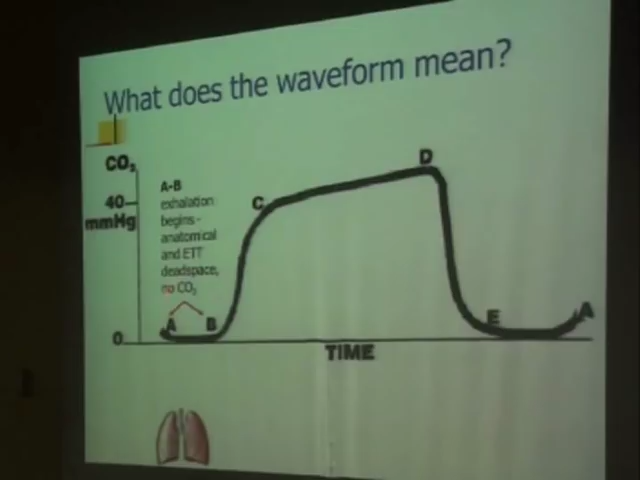 What does the waveform mean?
CO₂
40
mmHg
0
A-B
exhalation
begins -
anatomical
and ETT
deadspace,
no CO₂
A
B
C
D
E
A
TIME